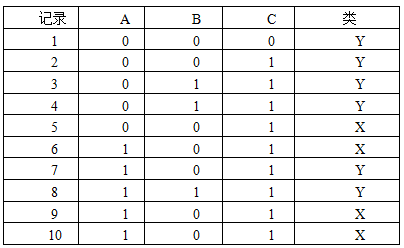 记录 A B C 类
1 0 0 0 Y
2 0 0 1 Y
3 0 1 1 Y
4 0 1 1 Y
5 0 0 1 X
6 1 0 1 X
7 1 0 1 Y
8 1 1 1 Y
9 1 0 1 X
10 1 0 1 X